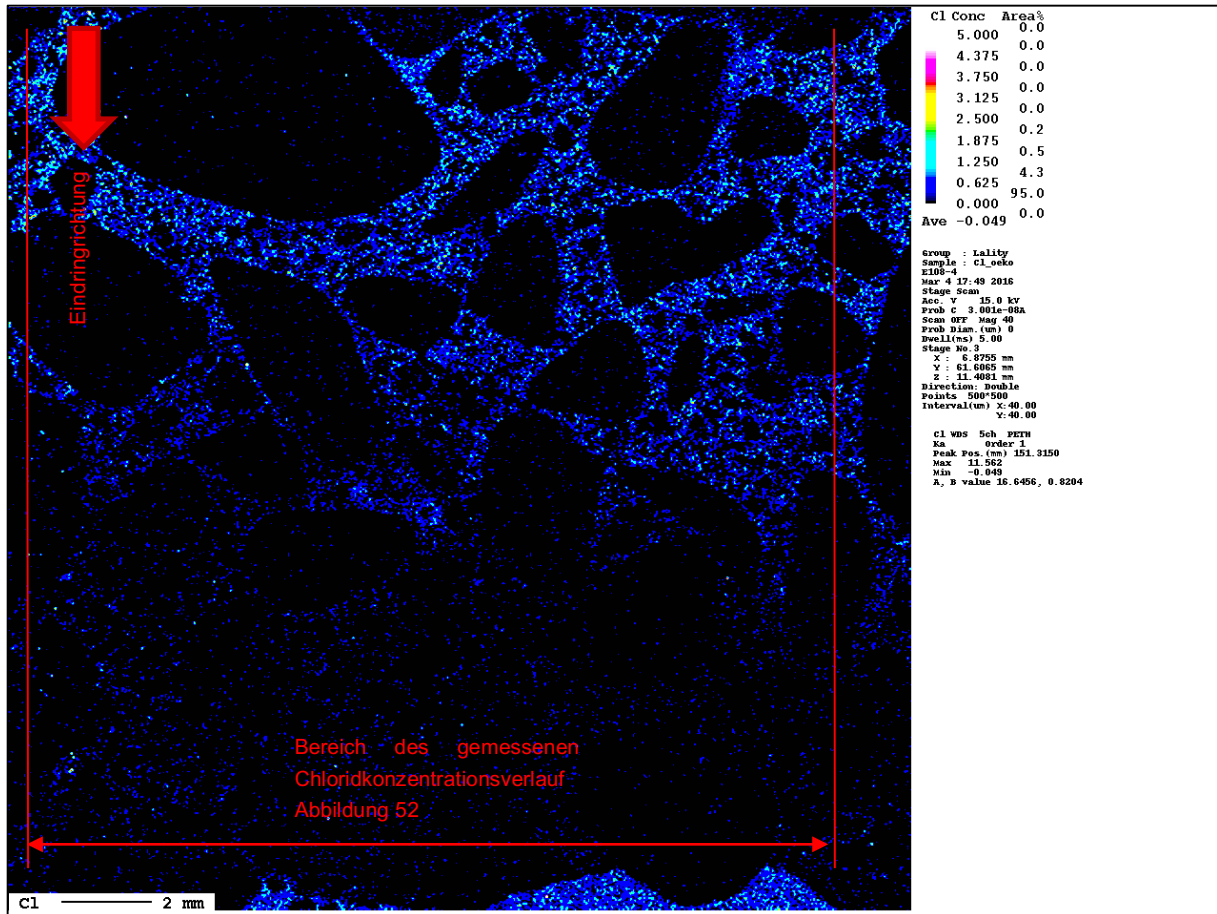 Eindringrichtung
Bereich des gemessenen
Chloridkonzentrationsverlauf
Abbildung 52
Cl 2 mm
Cl Conc Area%
0.0
5.000
0.0
4.375
0.0
3.750
0.0
3.125
0.0
2.500
0.2
1.875
0.5
1.250
4.3
0.625
95.0
0.000
0.0
Ave -0.049
Group : Lality
Sample : Cl_oeko
E108-4
Mar 4 17:49 2016
Stage Scan
Acc. V 15.0 kV
Prob C 3.001e-08A
Scan OFF Mag 40
Prob Diam.(um) 0
Dwell(ms) 5.00
Stage No.3
X : 6.8755 mm
Y : 61.6065 mm
Z : 11.4081 mm
Direction: Double
Points 500*500
Interval(um) X:40.00
Y:40.00
Cl WDS 5ch PETH
Ka Order 1
Peak Pos.(mm) 151.3150
Max 11.562
Min -0.049
A, B value 16.6456, 0.8204